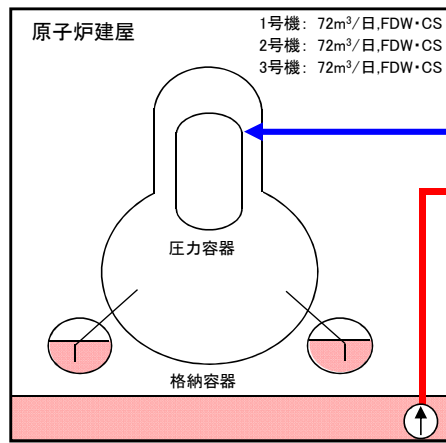 原子炉建屋
1号機: 72m³/日,FDW・CS
2号機: 72m³/日,FDW・CS
3号機: 72m³/日,FDW・CS
圧力容器
格納容器